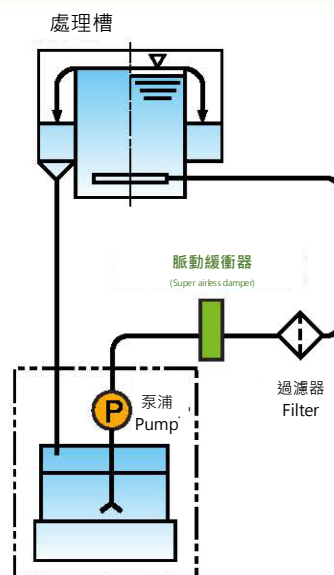 處理槽
脈動緩衝器
(Super airless damper)
過濾器
Filter
P
泵浦
Pump